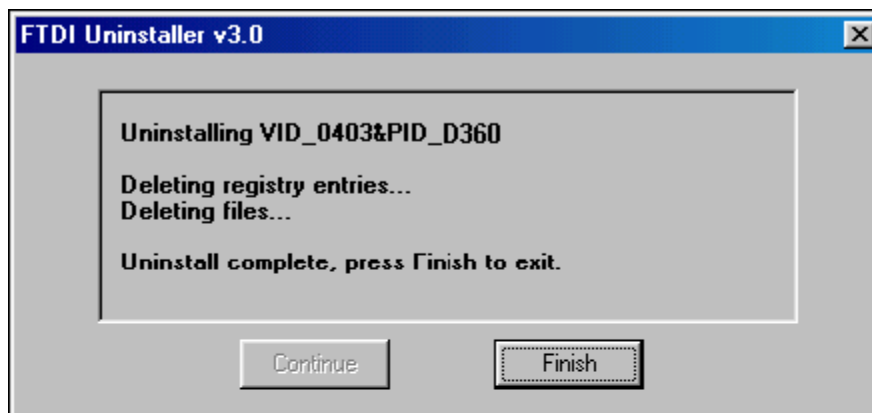 FTDI Uninstaller v3.0
Uninstalling VID_0403&PID_D360
Deleting registry entries...
Deleting files...
Uninstall complete, press Finish to exit.
Continue
Finish